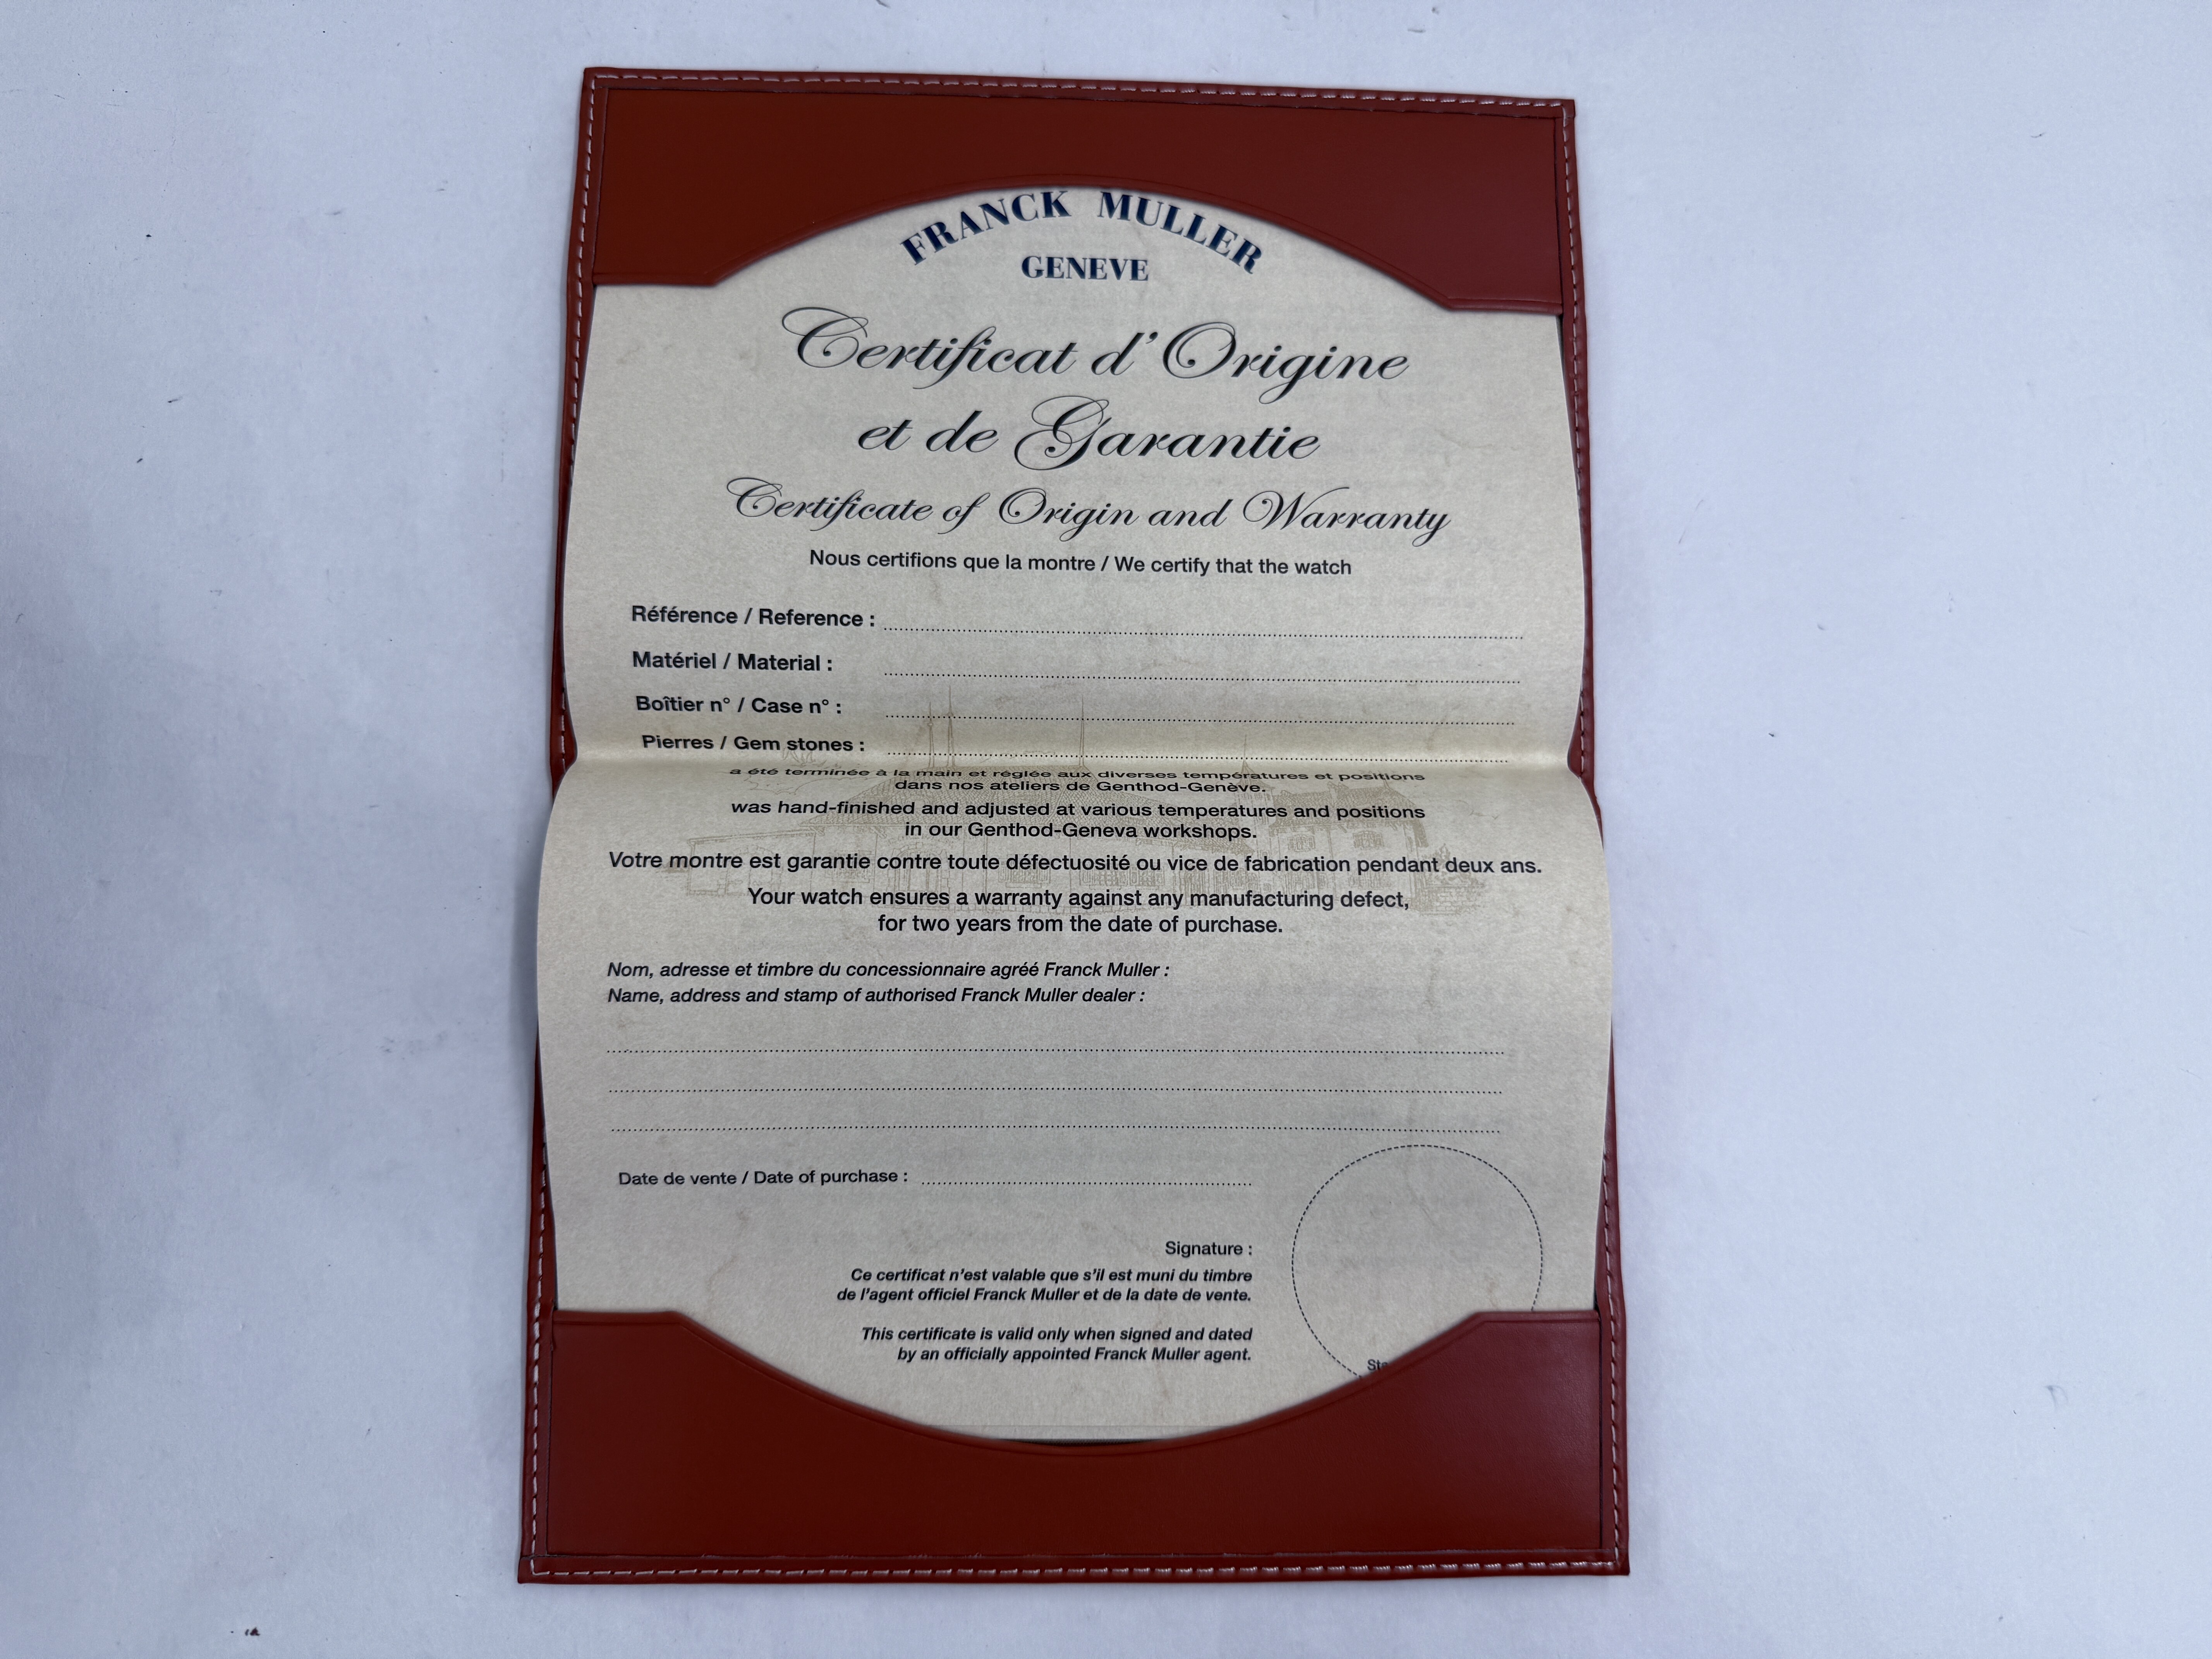 FRANCK MULLER
GENEVE
Certificat d'Origine
et de Garantie
Certificate of Origin and Warranty
Nous certifions que la montre / We certify that the watch
Référence / Reference :
Matériel / Material :
Boîtier n° / Case n° :
Pierres / Gem stones :
a été terminée à la main et réglée aux diverses températures et positions
dans nos ateliers de Genthod-Genève.
was hand-finished and adjusted at various temperatures and positions
in our Genthod-Geneva workshops.
Votre montre est garantie contre toute défectuosité ou vice de fabrication pendant deux ans.
Your watch ensures a warranty against any manufacturing defect,
for two years from the date of purchase.
Nom, adresse et timbre du concessionnaire agréé Franck Muller :
Name, address and stamp of authorised Franck Muller dealer :
Date de vente / Date of purchase :
Signature :
Ce certificat n'est valable que s'il est muni du timbre
de l'agent officiel Franck Muller et de la date de vente.
This certificate is valid only when signed and dated
by an officially appointed Franck Muller agent.